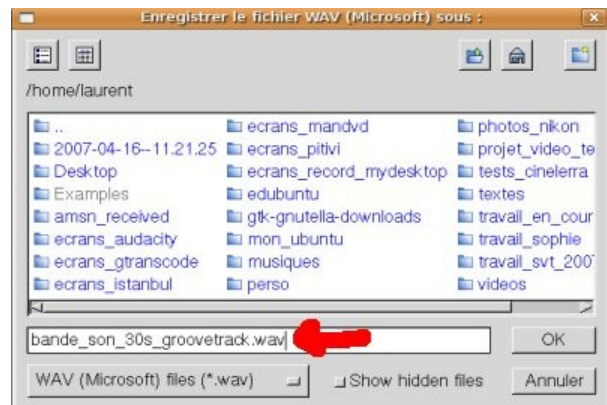 Enregistrer le fichier WAV (Microsoft) sous :
/home/laurent
..
2007-04-16--11.21.25
Desktop
Examples
amsn_received
ecrans_audacity
ecrans_gtranscode
ecrans_istanbul
ecrans_mandvd
ecrans_pitivi
ecrans_record_mydesktop
edubuntu
gtk-gnutella-downloads
mon_ubuntu
musiques
perso
photos_nikon
projet_video_te
tests_cinelerra
textes
travail_en_cour
travail_sophie
travail_svt_200
videos
bande_son_30s_groovetrack.wav
OK
WAV (Microsoft) files (*.wav)
Show hidden files
Annuler